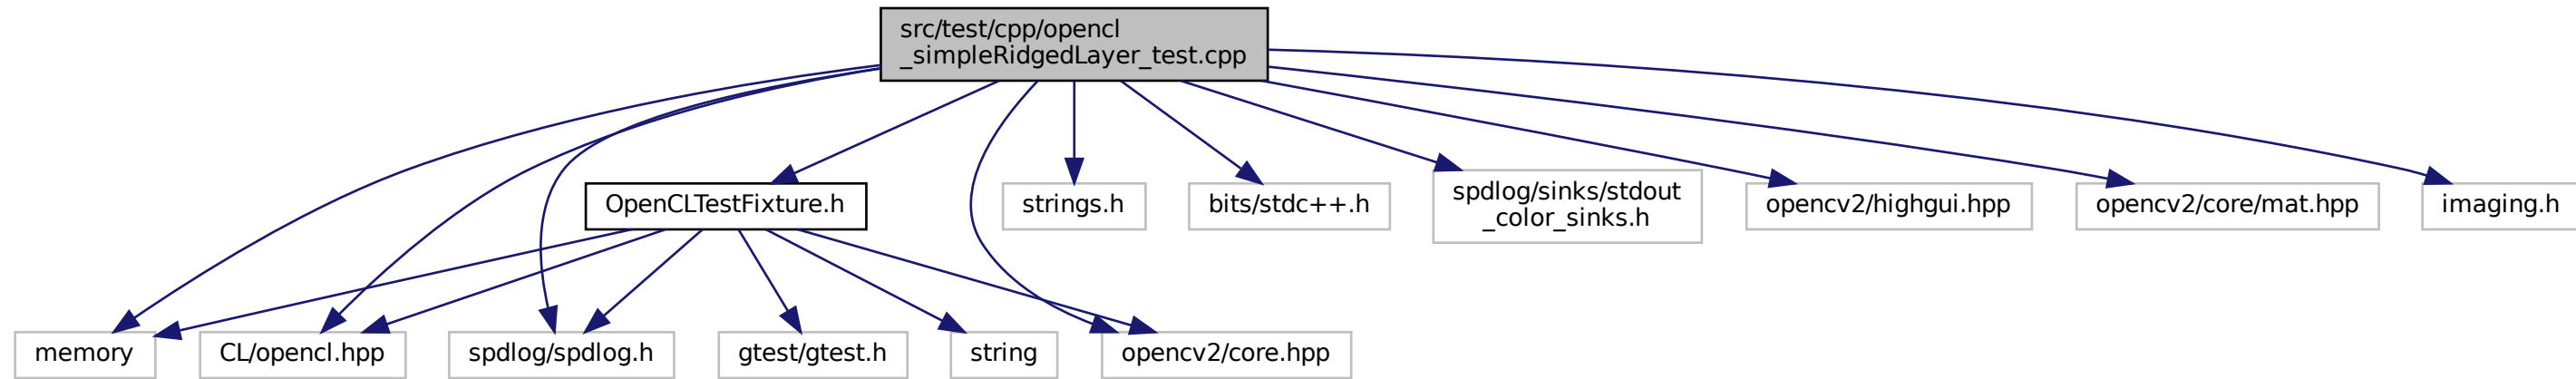 src/test/cpp/opencl
_simpleRidgedLayer_test.cpp
OpenCLTestFixture.h
strings.h
bits/stdc++.h
spdlog/sinks/stdout
_color_sinks.h
opencv2/highgui.hpp
opencv2/core/mat.hpp
imaging.h
memory
CL/opencl.hpp
spdlog/spdlog.h
gtest/gtest.h
string
opencv2/core.hpp